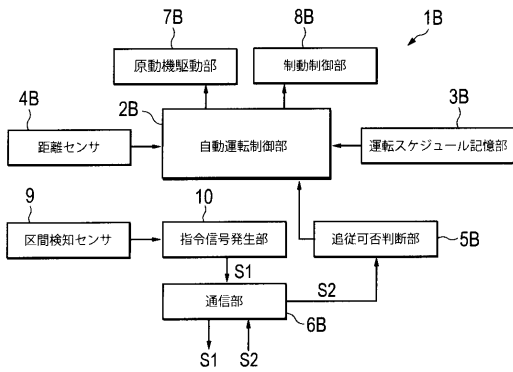 7B
8B
1B
原動機駆動部
制動制御部
4B
2B
3B
距離センサ
自動運転制御部
運転スケジュール記憶部
9
10
区間検知センサ
指令信号発生部
追従可否判断部
5B
S1
通信部
S2
6B
S1
S2